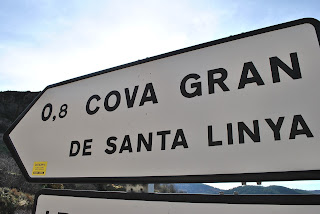 0,8 COVA GRAN
DE SANTA LINYA